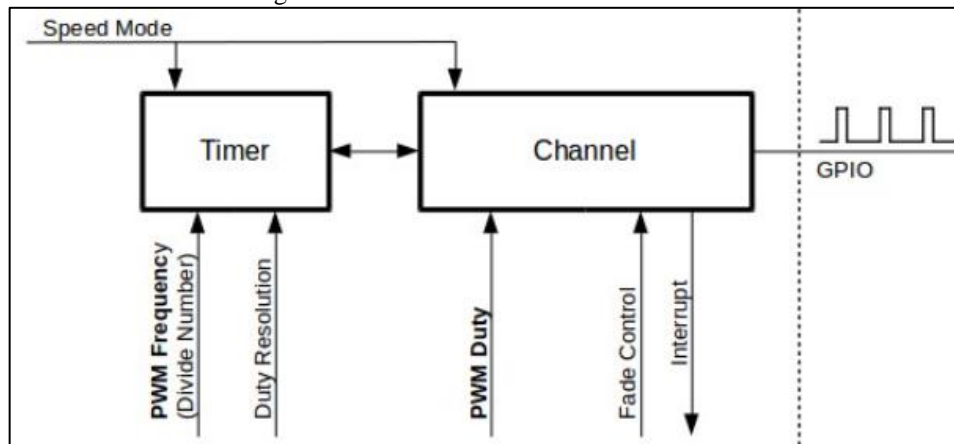 Speed Mode
Timer
Channel
GPIO
PWM Frequency
(Divide Number)
Duty Resolution
PWM Duty
Fade Control
Interrupt